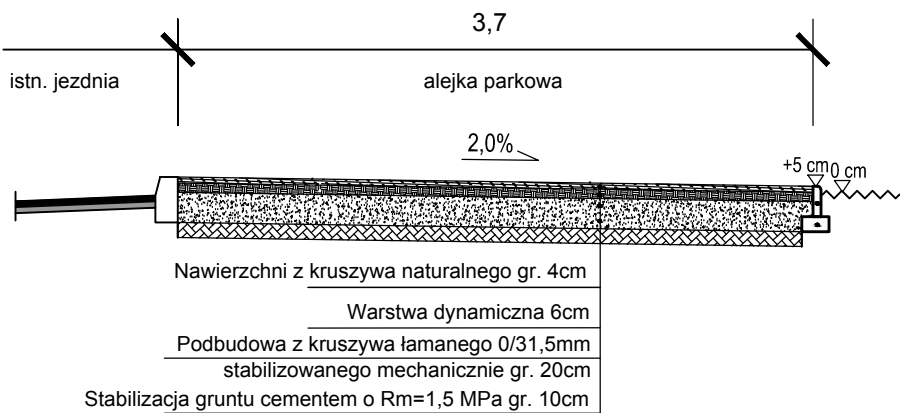 3,7
istn. jezdnia
alejka parkowa
2,0%
+5 cm 0 cm
Nawierzchni z kruszywa naturalnego gr. 4cm
Warstwa dynamiczna 6cm
Podbudowa z kruszywa łamanego 0/31,5mm
stabilizowanego mechanicznie gr. 20cm
Stabilizacja gruntu cementem o Rm=1,5 MPa gr. 10cm